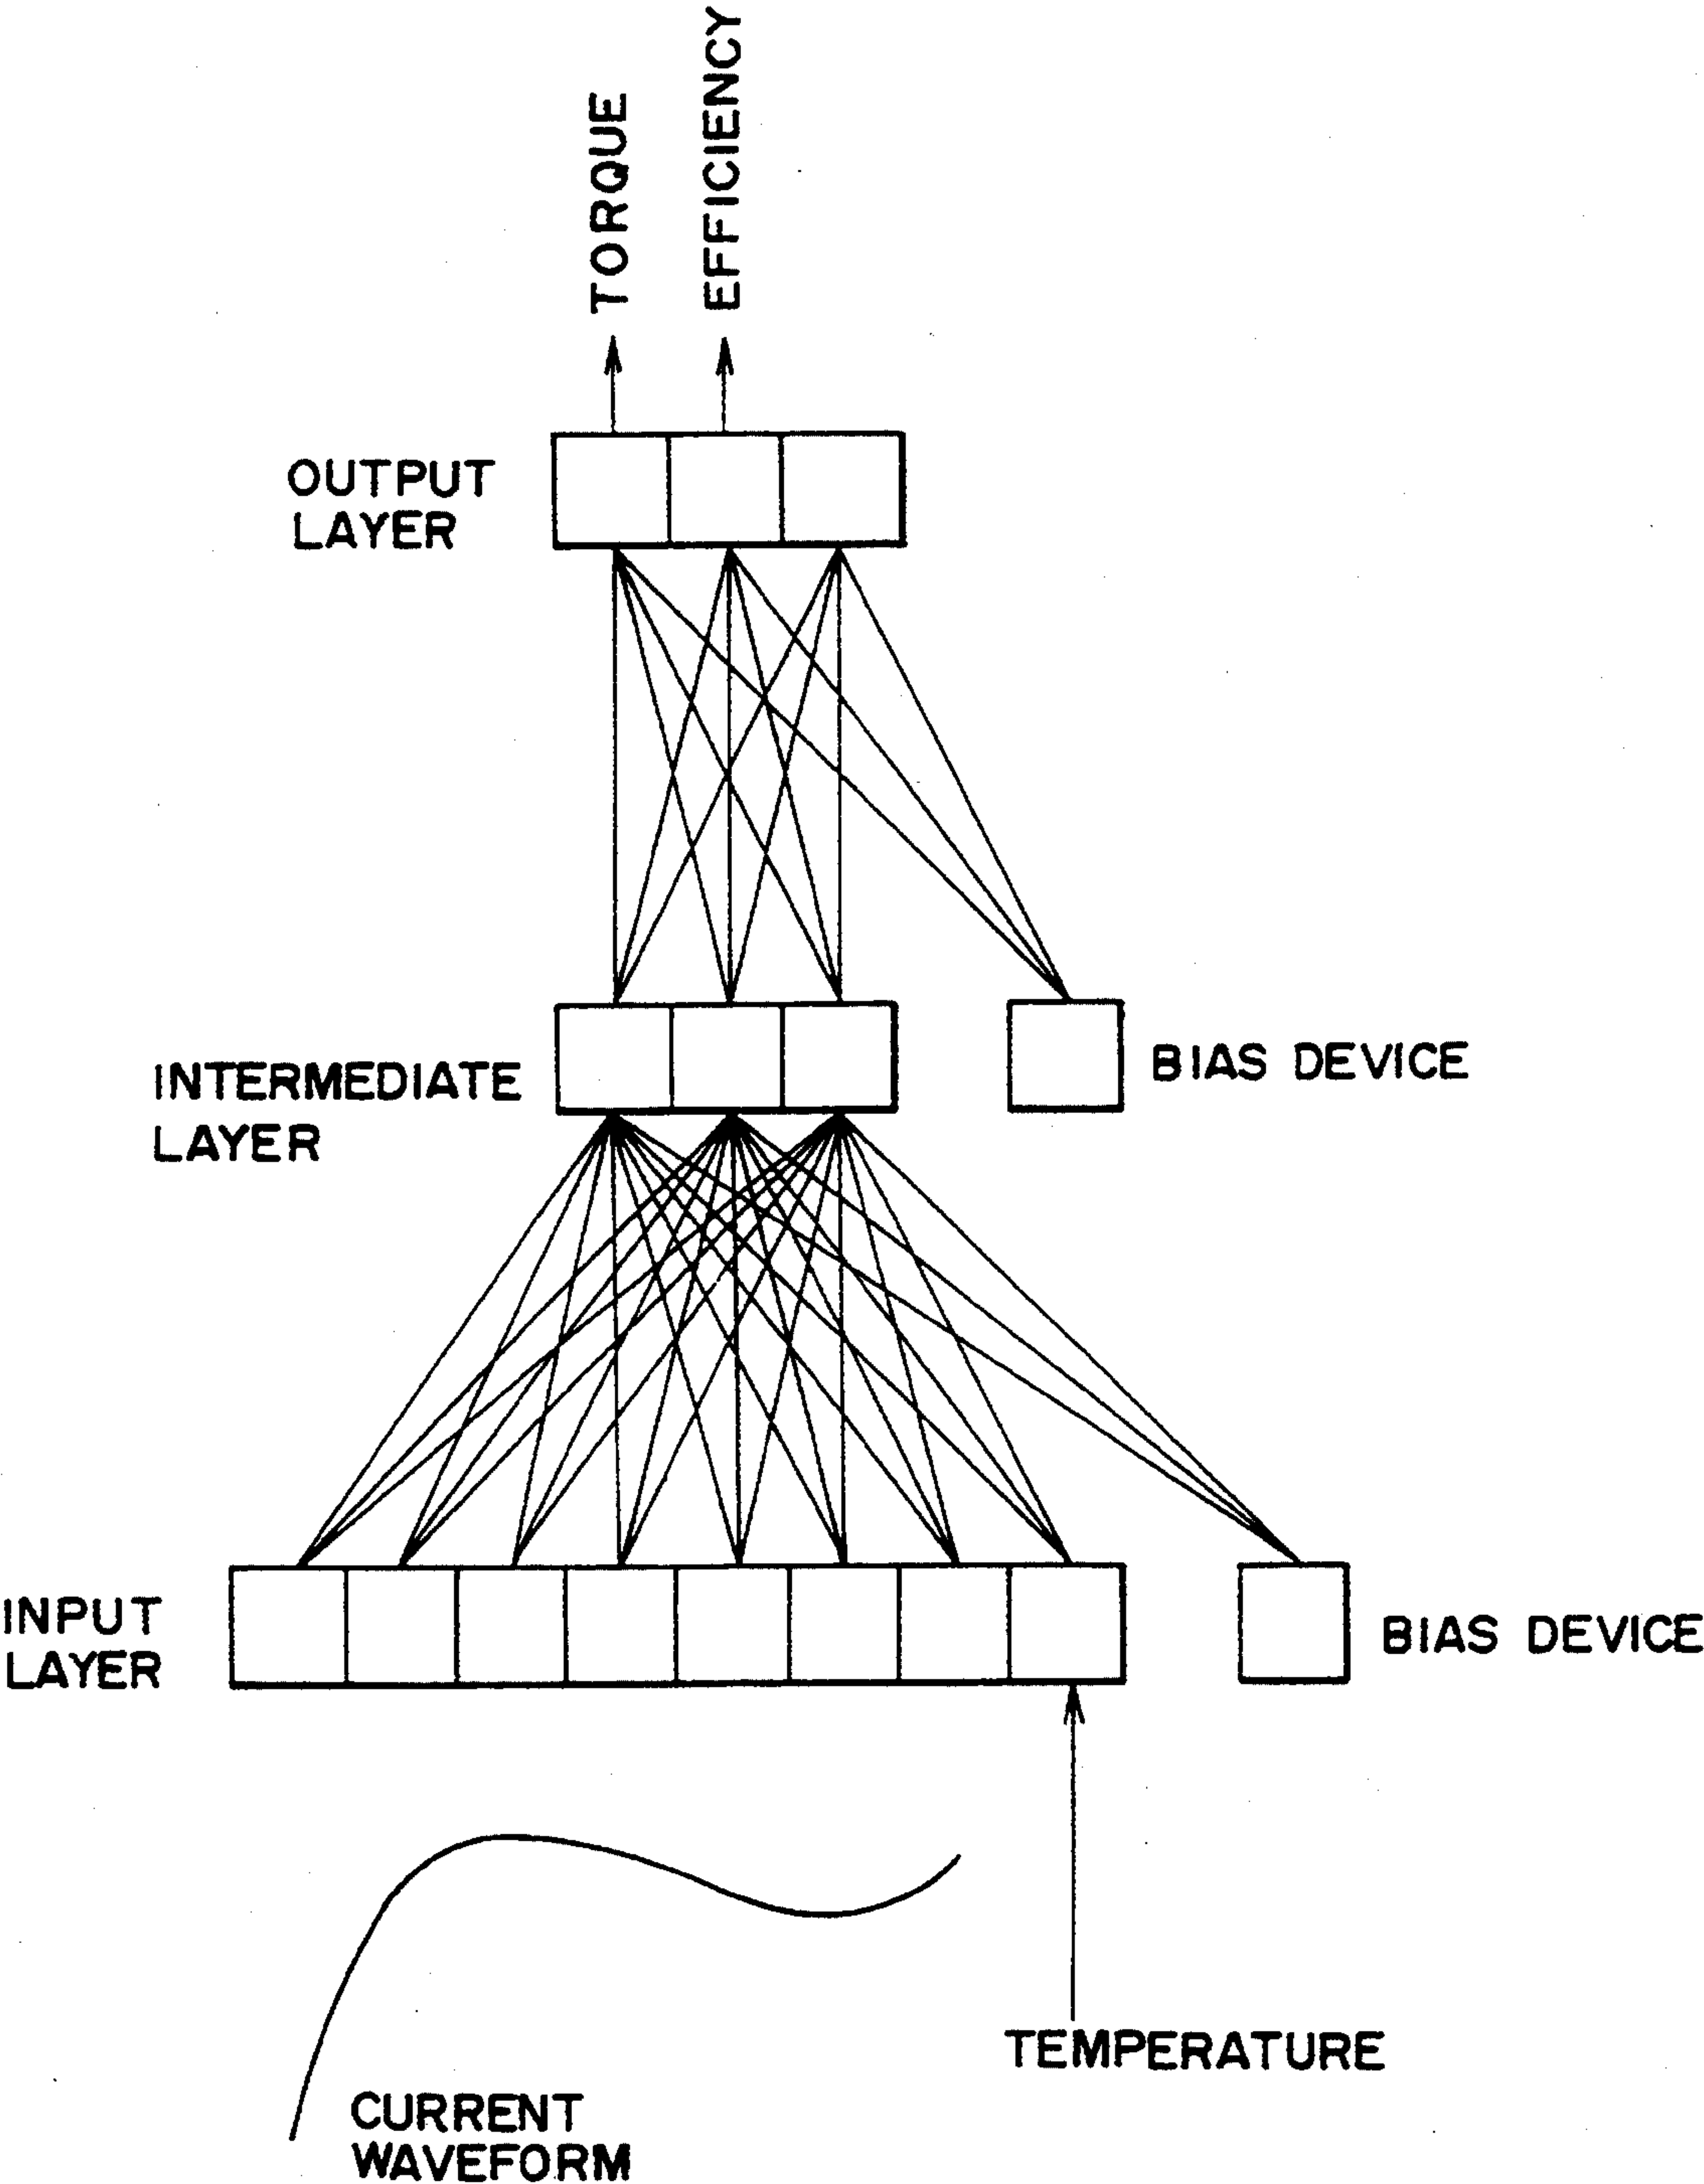 TORQUE
EFFICIENCY
OUTPUT
LAYER
INTERMEDIATE
LAYER
BIAS DEVICE
INPUT
LAYER
BIAS DEVICE
TEMPERATURE
CURRENT
WAVEFORM